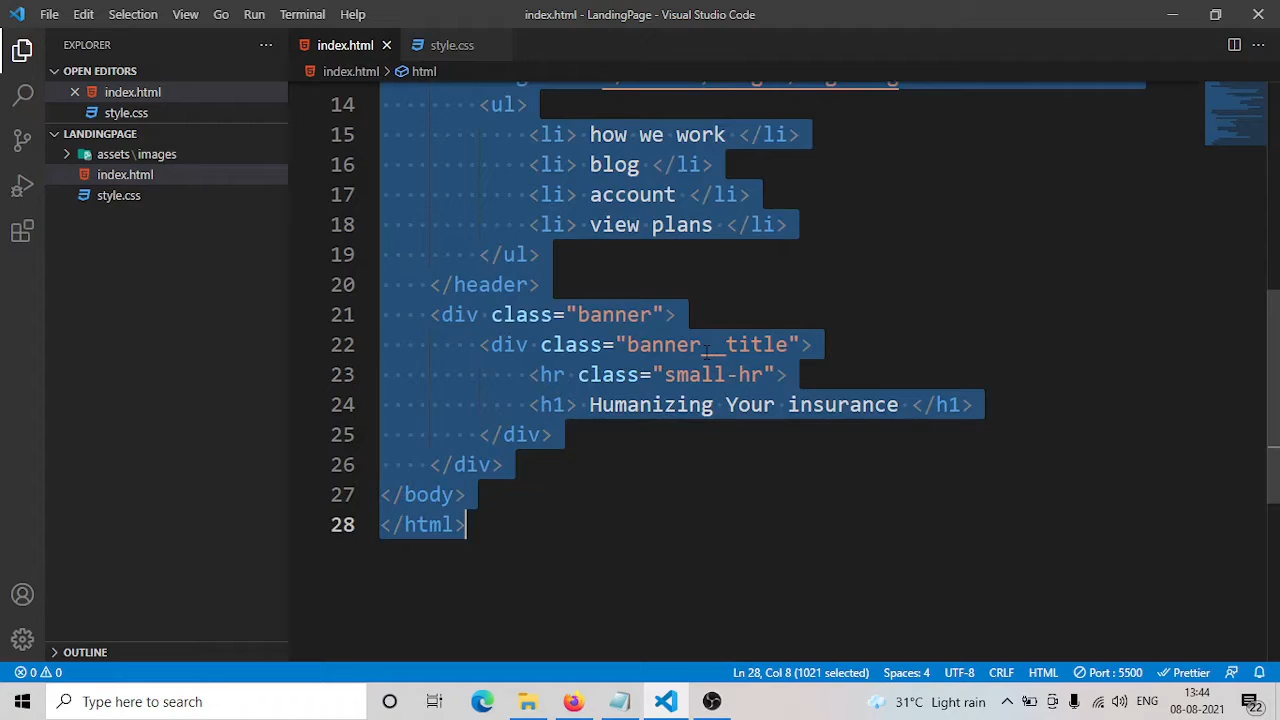 File Edit Selection View Go Run Terminal Help index.html - LandingPage - Visual Studio Code
EXPLORER
index.html
style.css
OPEN EDITORS
index.html > html
index.html
style.css
LANDINGPAGE
assets\images
index.html
style.css
14 <ul>
15 <li> how we work </li>
16 <li> blog </li>
17 <li> account </li>
18 <li> view plans </li>
19 </ul>
20 </header>
21 <div class="banner">
22 <div class="banner__title">
23 <hr class="small-hr">
24 <h1> Humanizing Your insurance </h1>
25 </div>
26 </div>
27 </body>
28 </html>
OUTLINE
0 0 Ln 28, Col 8 (1021 selected) Spaces: 4 UTF-8 CRLF HTML Port : 5500 Prettier
Type here to search 31°C Light rain ENG 13:44
08-08-2021 22